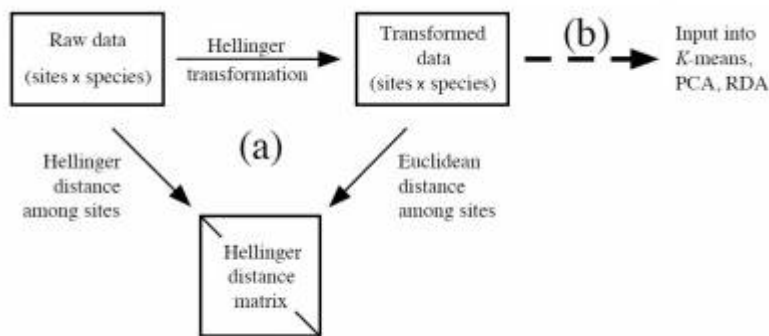 Raw data
(sites x species)
Hellinger
transformation
Transformed
data
(sites x species)
(b)
Input into
K-means,
PCA, RDA
(a)
Hellinger
distance
among sites
Euclidean
distance
among sites
Hellinger
distance
matrix